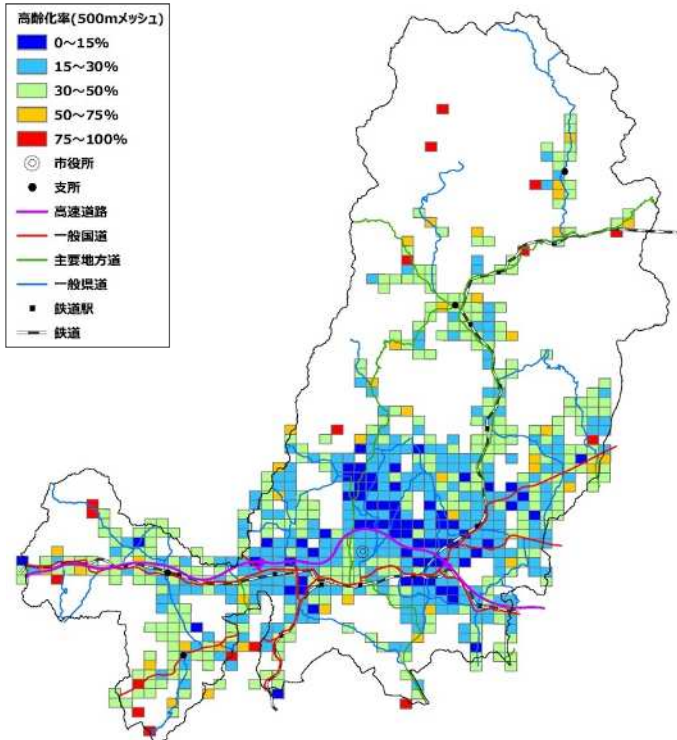 高齢化率(500mメッシュ)
0～15%
15～30%
30～50%
50～75%
75～100%
市役所
支所
高速道路
一般国道
主要地方道
一般県道
鉄道駅
鉄道